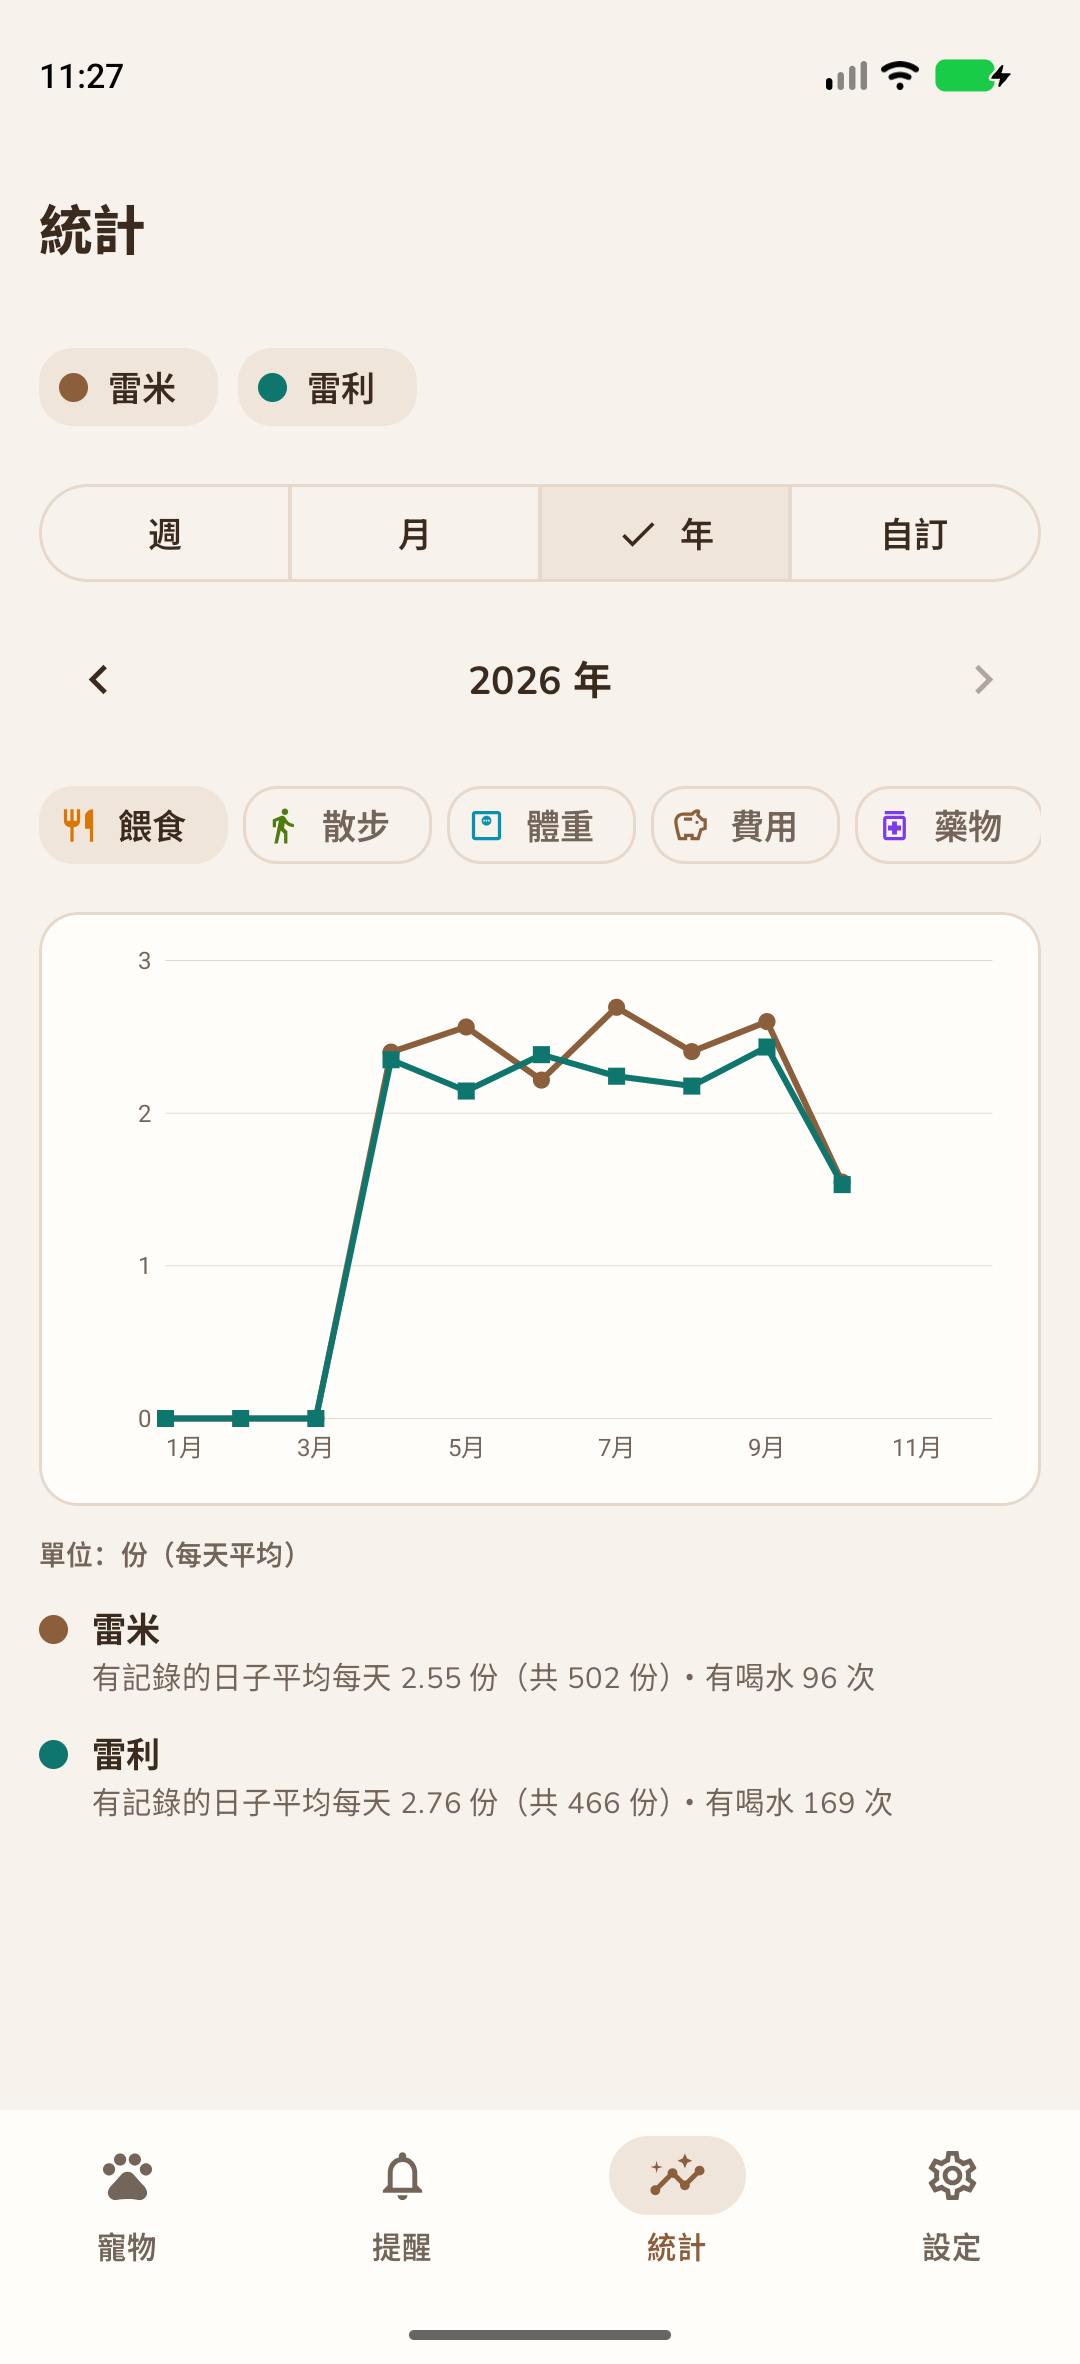 11:27
統計
雷米 雷利
週 月 年 自訂
2026 年
餵食 散步 體重 費用 藥物
3
2
1
0
1月 3月 5月 7月 9月 11月
單位：份（每天平均）
雷米
有記錄的日子平均每天 2.55 份（共 502 份）・有喝水 96 次
雷利
有記錄的日子平均每天 2.76 份（共 466 份）・有喝水 169 次
寵物 提醒 統計 設定